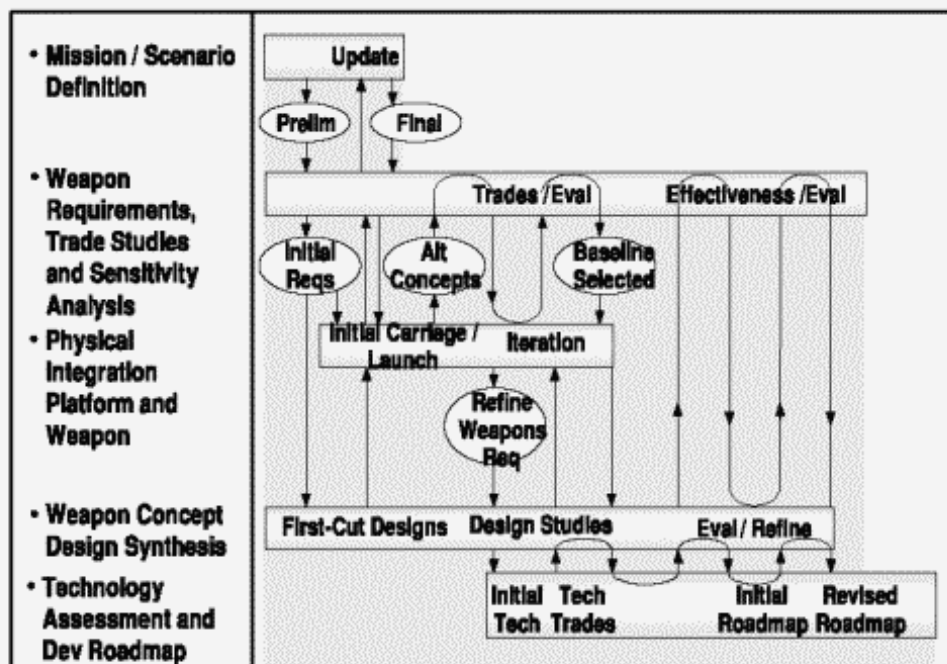 • Mission / Scenario
Definition
• Weapon
Requirements,
Trade Studies
and Sensitivity
Analysis
• Physical
Integration
Platform and
Weapon
• Weapon Concept
Design Synthesis
• Technology
Assessment and
Dev Roadmap
Update
Prelim
Final
Trades /Eval
Effectiveness /Eval
Initial
Reqs
Alt
Concepts
Baseline
Selected
Initial Carriage /
Launch
Iteration
Refine
Weapons
Req
First-Cut Designs
Design Studies
Eval / Refine
Initial
Tech
Tech
Trades
Initial
Roadmap
Revised
Roadmap